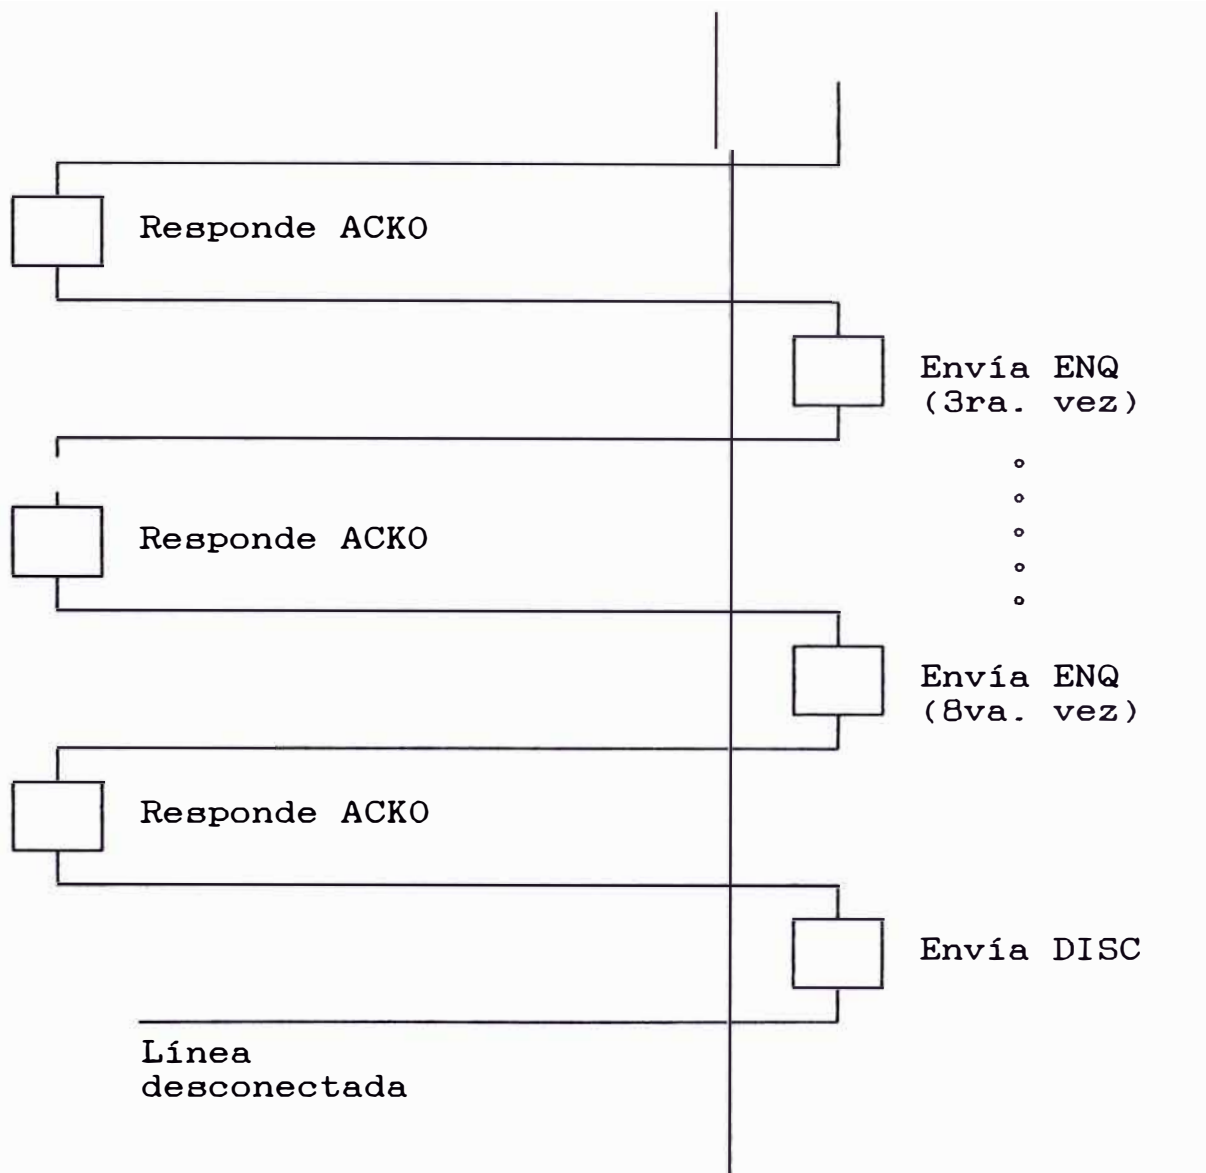 Responde ACK0
Envía ENQ
(3ra. vez)
Responde ACK0
Envía ENQ
(8va. vez)
Responde ACK0
Envía DISC
Línea
desconectada